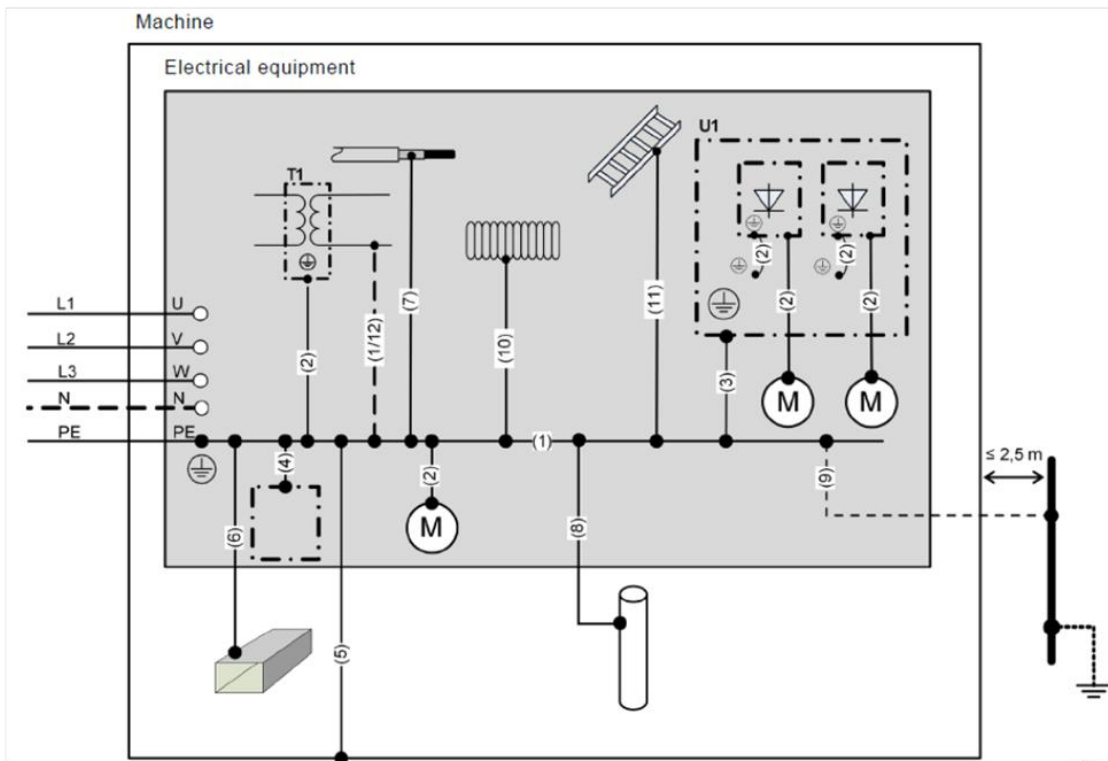 Machine
Electrical equipment
U1
T1
(2)
(2)
(7)
(11)
(2)
(2)
L1 U
L2 V
(2)
(1/12)
(10)
L3 W
(3)
M
M
N N
PE PE
(1)
≤ 2,5 m
(4)
(2)
(9)
(6)
M
(8)
(5)